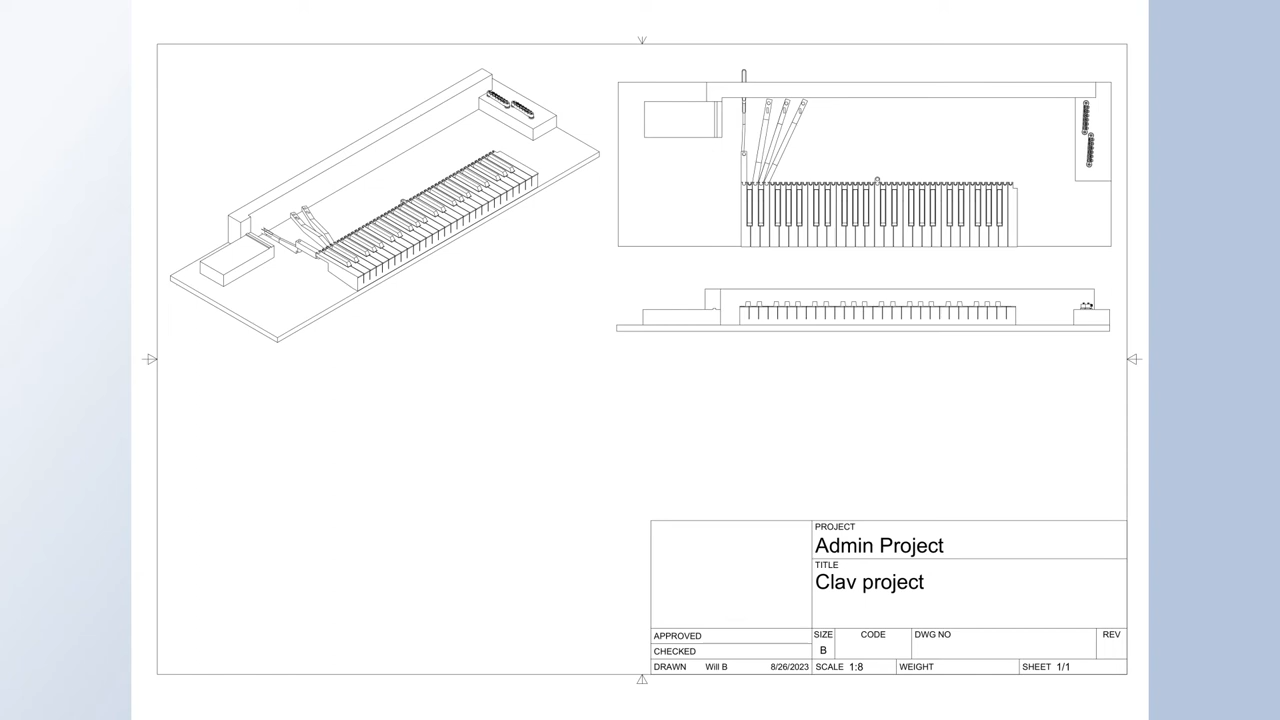 PROJECT
Admin Project
TITLE
Clav project
APPROVED
CHECKED
DRAWN Will B 8/26/2023
SIZE CODE DWG NO REV
B
SCALE 1:8 WEIGHT SHEET 1/1